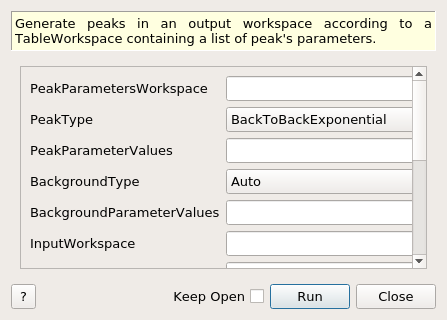 Generate peaks in an output workspace according to a
TableWorkspace containing a list of peak's parameters.
PeakParametersWorkspace
PeakType BackToBackExponential
PeakParameterValues
BackgroundType Auto
BackgroundParameterValues
InputWorkspace
? Keep Open Run Close